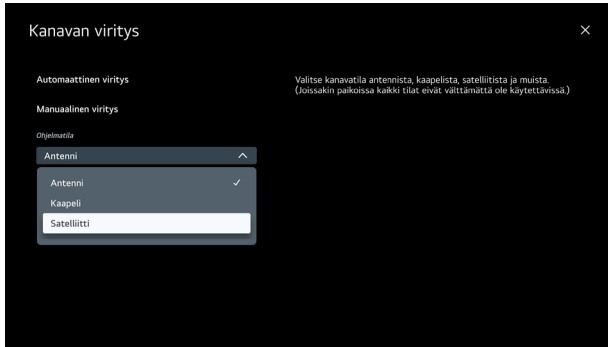 Kanavan viritys
Automaattinen viritys
Manuaalinen viritys
Ohjelmatila
Antenni
Antenni
Kaapeli
Satelliitti
Valitse kanavatila antennista, kaapelista, satelliitista ja muista.
(Joissakin paikoissa kaikki tilat eivät välttämättä ole käytettävissä.)